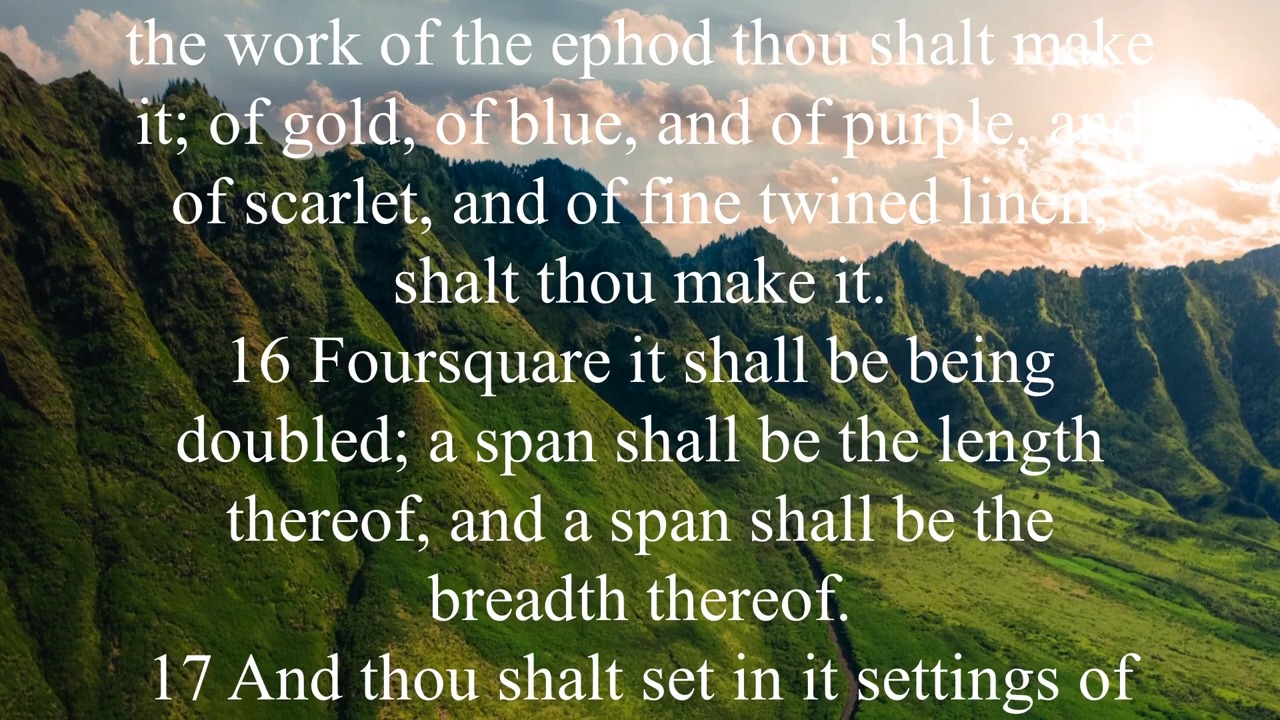 the work of the ephod thou shalt make
it; of gold, of blue, and of purple, and
of scarlet, and of fine twined linen,
shalt thou make it.
16 Foursquare it shall be being
doubled; a span shall be the length
thereof, and a span shall be the
breadth thereof.
17 And thou shalt set in it settings of